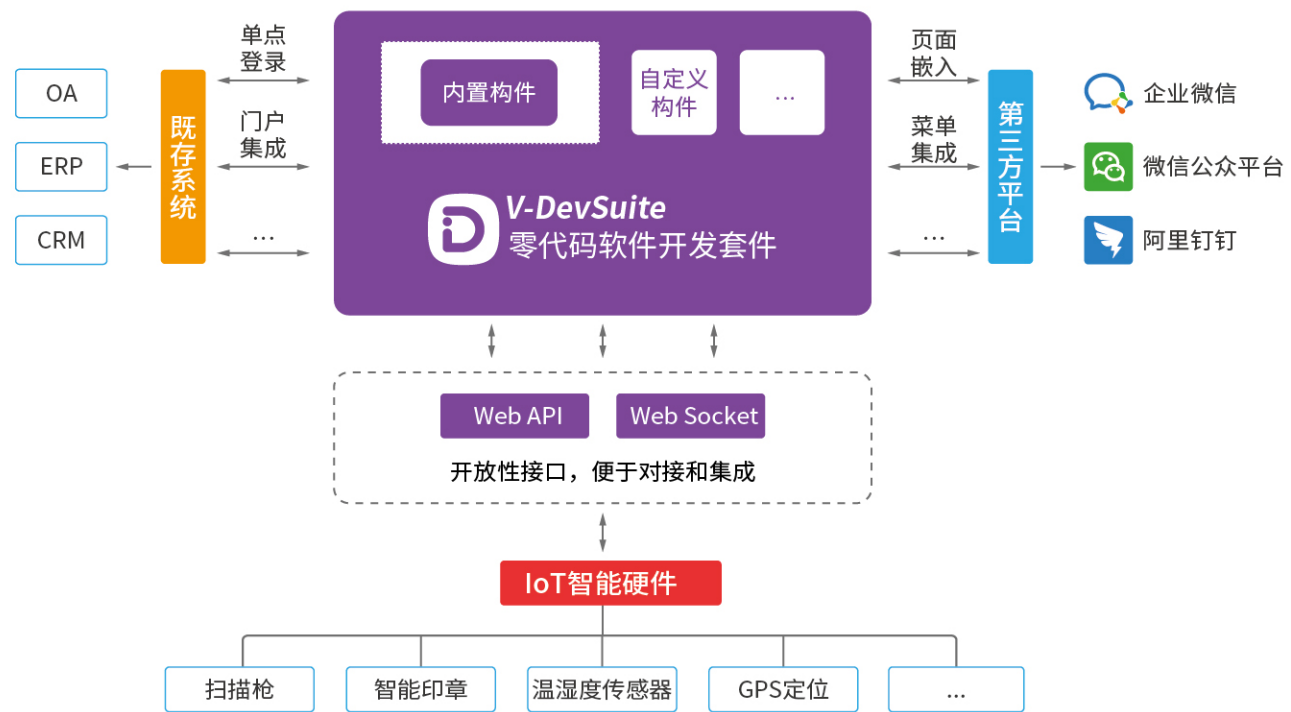 OA
ERP
CRM
既存系统
单点
登录
门户
集成
...
内置构件
自定义
构件
...
V-DevSuite
零代码软件开发套件
页面
嵌入
菜单
集成
...
第三方平台
企业微信
微信公众平台
阿里钉钉
Web API
Web Socket
开放性接口，便于对接和集成
IoT智能硬件
扫描枪
智能印章
温湿度传感器
GPS定位
...